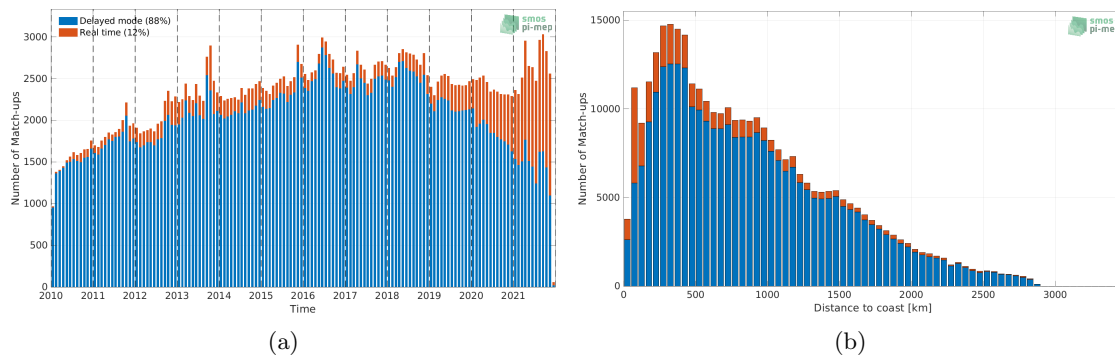 Delayed mode (88%)
Real time (12%)
smos
pi-mep
Number of Match-ups
3000
2500
2000
1500
1000
500
0
2010 2011 2012 2013 2014 2015 2016 2017 2018 2019 2020 2021
Time
(a)
smos
pi-mep
Number of Match-ups
15000
10000
5000
0
0 500 1000 1500 2000 2500 3000
Distance to coast [km]
(b)